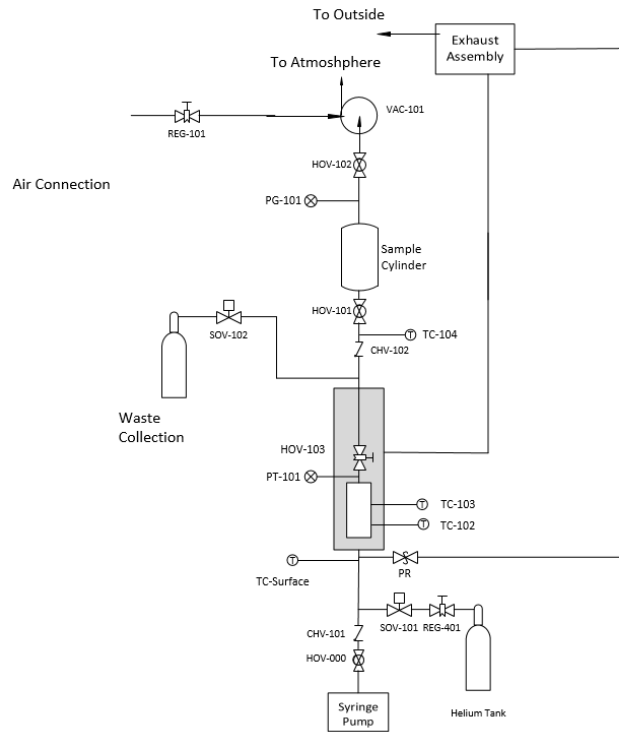 To Outside
Exhaust
Assembly
To Atmoshphere
VAC-101
REG-101
HOV-102
Air Connection
PG-101
Sample
Cylinder
HOV-101
SOV-102
TC-104
CHV-102
Waste
Collection
HOV-103
PT-101
T
TC-103
T
TC-102
T
T
TC-Surface
PR
SOV-101
REG-401
CHV-101
HOV-000
Syringe
Pump
Helium Tank